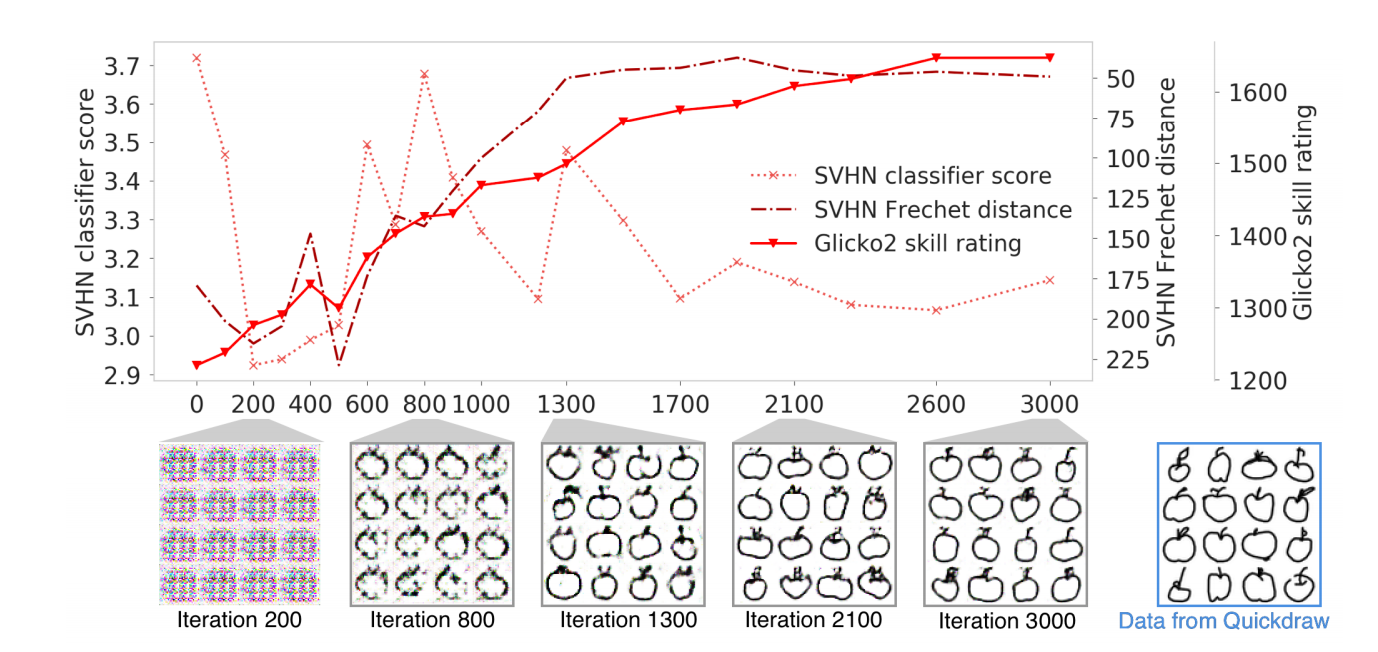 SVHN classifier score
3.7
3.6
3.5
3.4
3.3
3.2
3.1
3.0
2.9
SVHN classifier score
SVHN Frechet distance
Glicko2 skill rating
50
75
100
125
150
175
200
225
SVHN Frechet distance
1600
1500
1400
1300
1200
Glicko2 skill rating
0 200 400 600 800 1000 1300 1700 2100 2600 3000
Iteration 200 Iteration 800 Iteration 1300 Iteration 2100 Iteration 3000 Data from Quickdraw